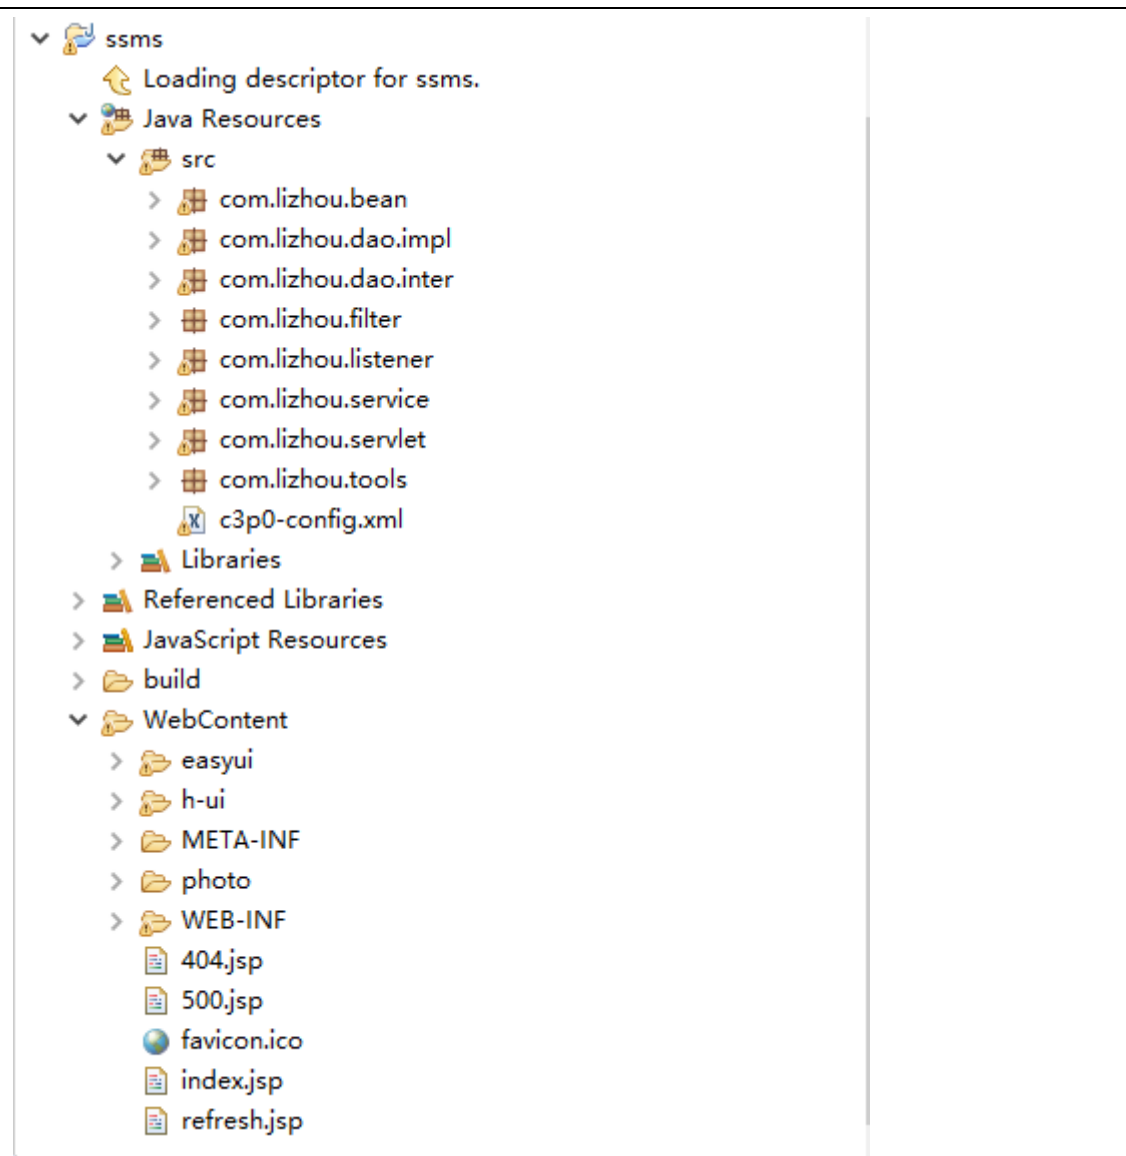 ssms
Loading descriptor for ssms.
Java Resources
src
com.lizhou.bean
com.lizhou.dao.impl
com.lizhou.dao.inter
com.lizhou.filter
com.lizhou.listener
com.lizhou.service
com.lizhou.servlet
com.lizhou.tools
c3p0-config.xml
Libraries
Referenced Libraries
JavaScript Resources
build
WebContent
easyui
h-ui
META-INF
photo
WEB-INF
404.jsp
500.jsp
favicon.ico
index.jsp
refresh.jsp